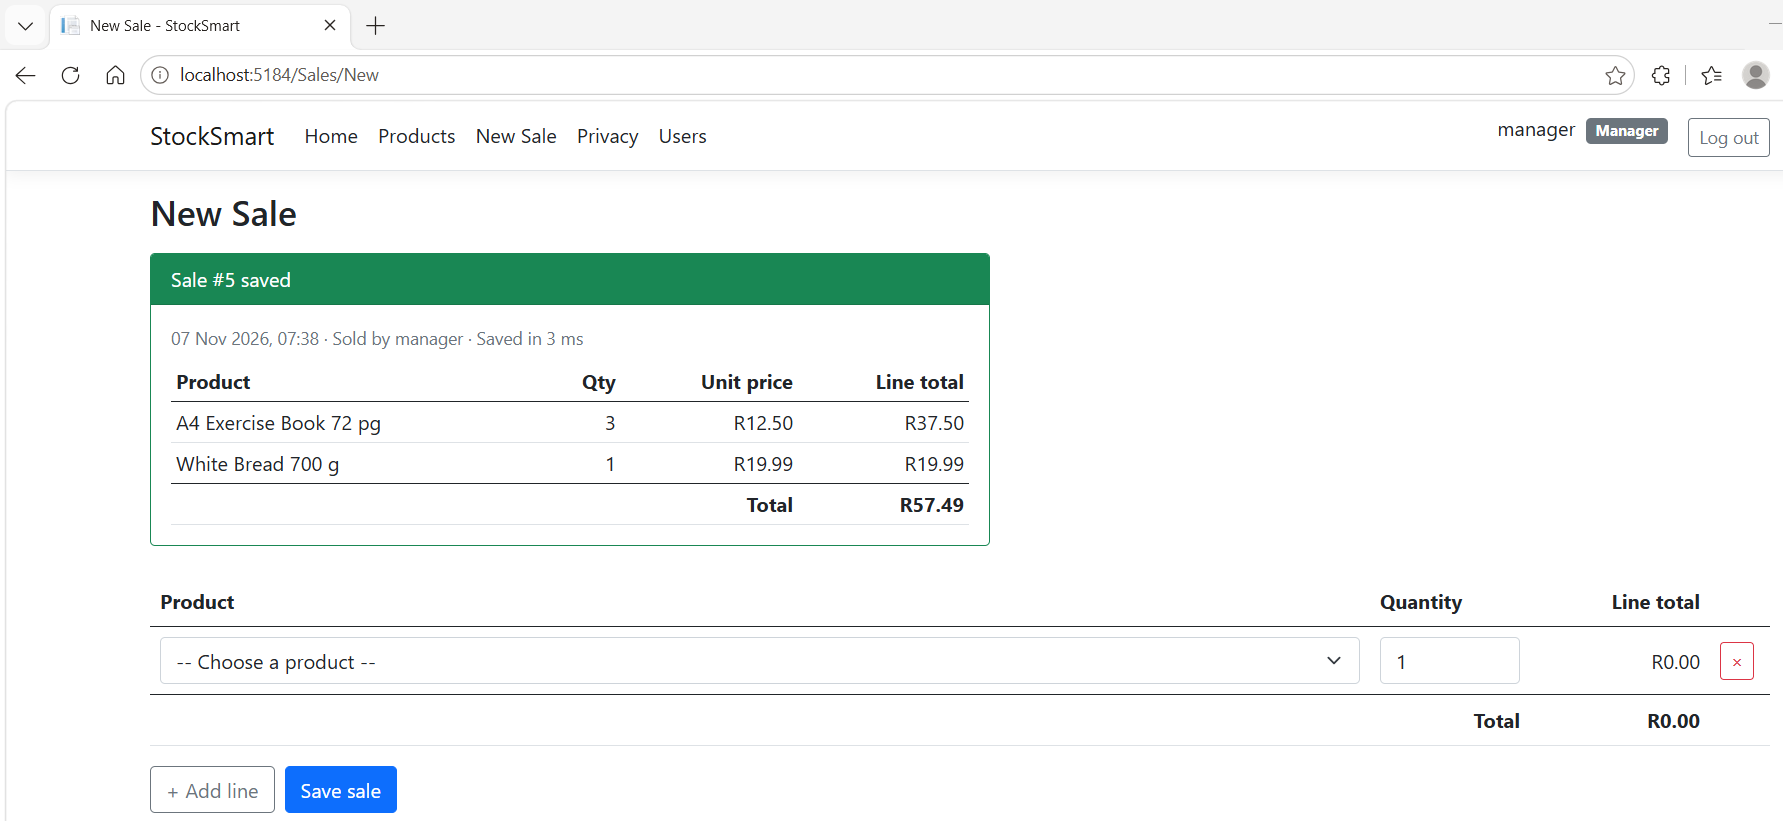 New Sale - StockSmart
localhost:5184/Sales/New
StockSmart Home Products New Sale Privacy Users manager Manager Log out
New Sale
Sale #5 saved
07 Nov 2026, 07:38 · Sold by manager · Saved in 3 ms
Product Qty Unit price Line total
A4 Exercise Book 72 pg 3 R12.50 R37.50
White Bread 700 g 1 R19.99 R19.99
Total R57.49
Product Quantity Line total
-- Choose a product -- 1 R0.00 ×
Total R0.00
+ Add line Save sale